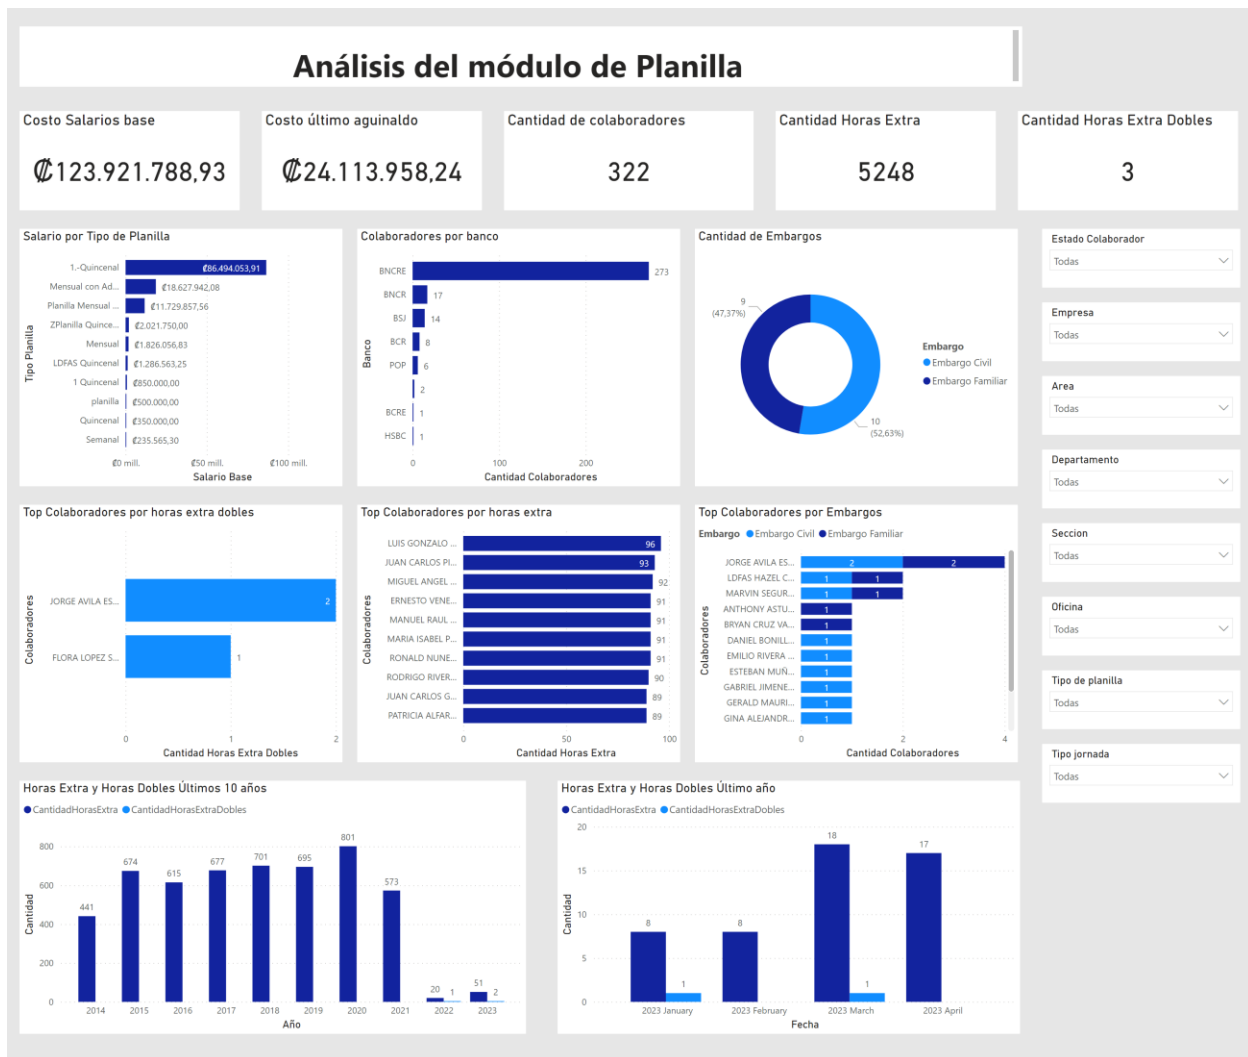 Análisis del módulo de Planilla
Costo Salarios base
₡123.921.788,93
Costo último aguinaldo
₡24.113.958,24
Cantidad de colaboradores
322
Cantidad Horas Extra
5248
Cantidad Horas Extra Dobles
3
Salario por Tipo de Planilla
Tipo Planilla
1.-Quincenal ₡86.494.053,91
Mensual con Ad... ₡18.627.942,08
Planilla Mensual ... ₡11.729.857,56
ZPlanilla Quince... ₡2.021.750,00
Mensual ₡1.826.056,83
LDFAS Quincenal ₡1.286.563,25
1 Quincenal ₡850.000,00
planilla ₡500.000,00
Quincenal ₡350.000,00
Semanal ₡235.565,30
₡0 mill. ₡50 mill. ₡100 mill.
Salario Base
Colaboradores por banco
Banco
BNCRE 273
BNCR 17
BSJ 14
BCR 8
POP 6
2
BCRE 1
HSBC 1
0 100 200
Cantidad Colaboradores
Cantidad de Embargos
9
(47,37%)
10
(52,63%)
Embargo
Embargo Civil
Embargo Familiar
Estado Colaborador
Todas
Empresa
Todas
Area
Todas
Departamento
Todas
Seccion
Todas
Oficina
Todas
Tipo de planilla
Todas
Tipo jornada
Todas
Top Colaboradores por horas extra dobles
Colaboradores
JORGE AVILA ES... 2
FLORA LOPEZ S... 1
0 1 2
Cantidad Horas Extra Dobles
Top Colaboradores por horas extra
Colaboradores
LUIS GONZALO ... 96
JUAN CARLOS PI... 93
MIGUEL ANGEL ... 92
ERNESTO VENE... 91
MANUEL RAUL ... 91
MARIA ISABEL P... 91
RONALD NUNE... 91
RODRIGO RIVER... 90
JUAN CARLOS G... 89
PATRICIA ALFAR... 89
0 50 100
Cantidad Horas Extra
Top Colaboradores por Embargos
Embargo Embargo Civil Embargo Familiar
Colaboradores
JORGE AVILA ES... 2 2
LDFAS HAZEL C... 1 1
MARVIN SEGUR... 1 1
ANTHONY ASTU... 1
BRYAN CRUZ VA... 1
DANIEL BONILL... 1
EMILIO RIVERA ... 1
ESTEBAN MUÑ... 1
GABRIEL JIMENE... 1
GERALD MAURI... 1
GINA ALEJANDR... 1
0 2 4
Cantidad Colaboradores
Horas Extra y Horas Dobles Últimos 10 años
CantidadHorasExtra CantidadHorasExtraDobles
Cantidad
800
600
400
200
0
441 674 615 677 701 695 801 573 20 1 51 2
2014 2015 2016 2017 2018 2019 2020 2021 2022 2023
Año
Horas Extra y Horas Dobles Último año
CantidadHorasExtra CantidadHorasExtraDobles
Cantidad
20
15
10
5
0
8 1 8 18 1 17
2023 January 2023 February 2023 March 2023 April
Fecha